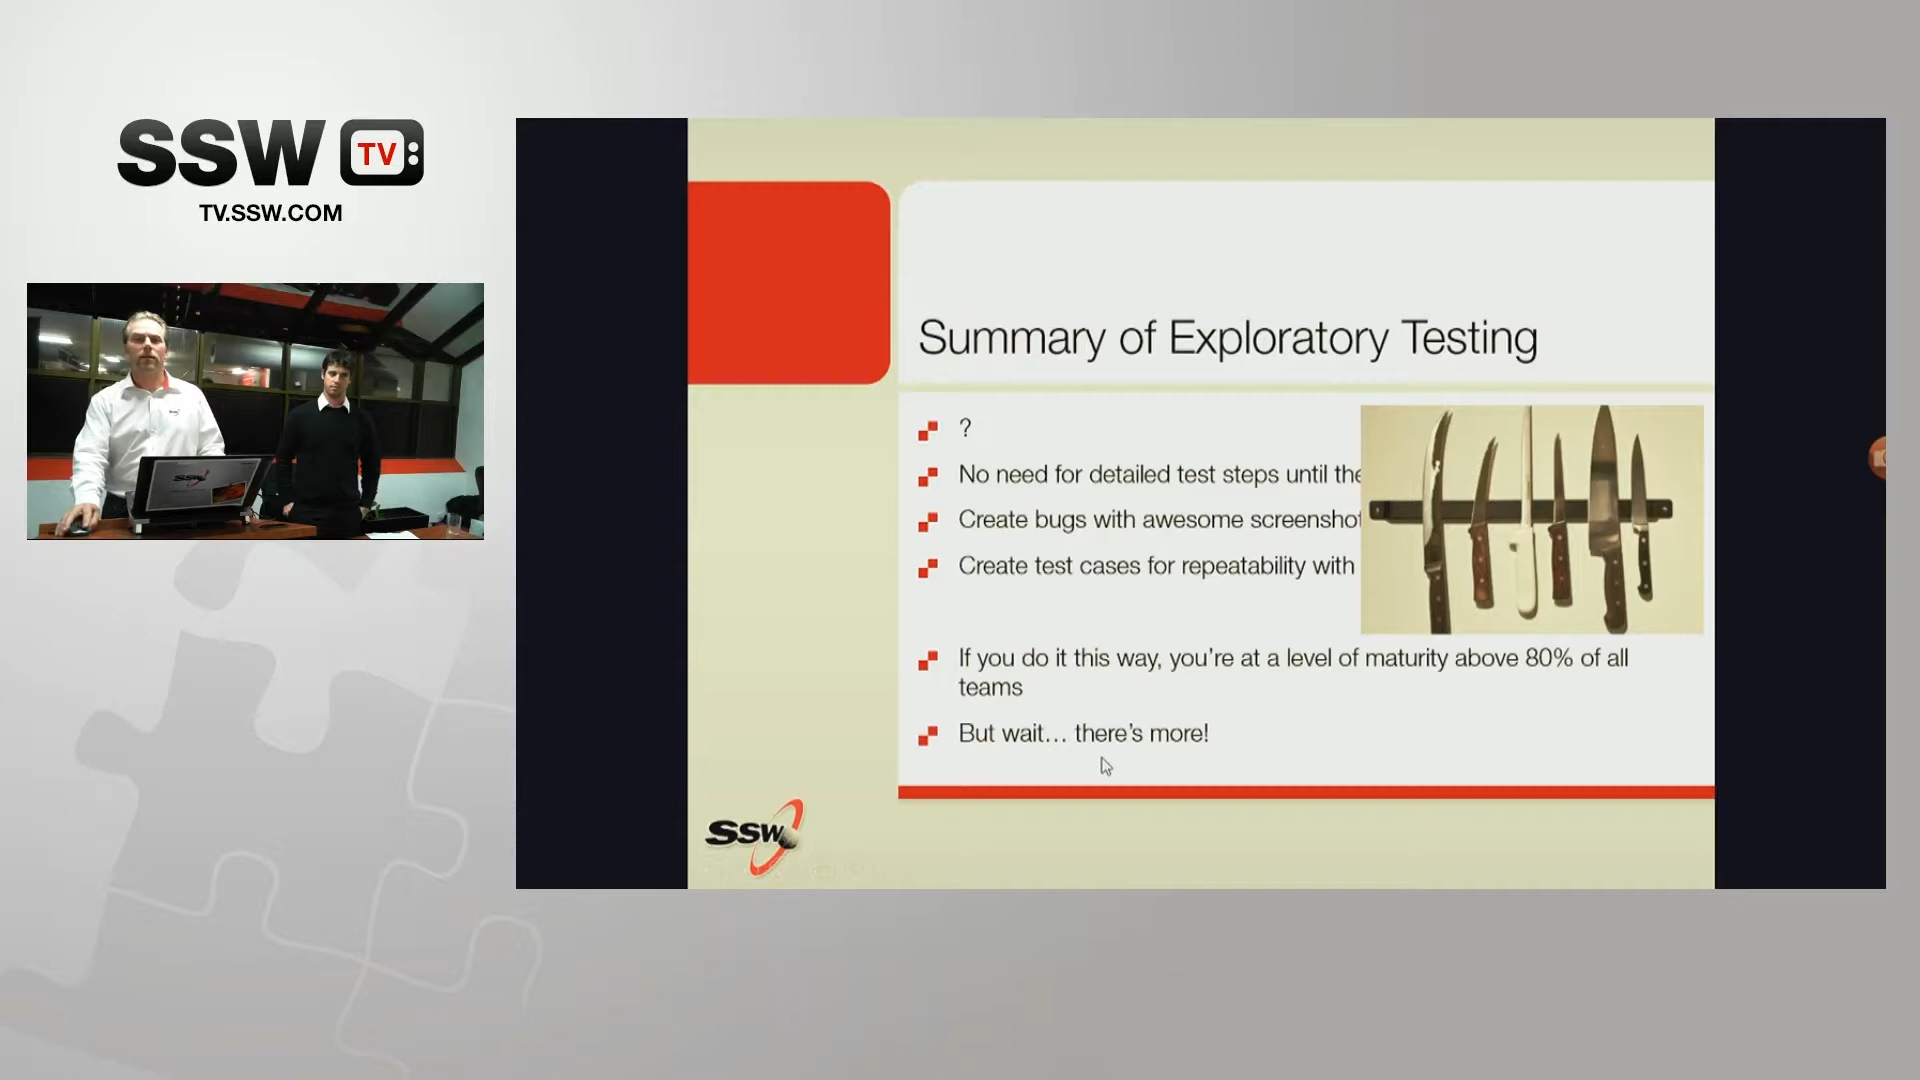 SSW TV:
TV.SSW.COM
Summary of Exploratory Testing
?
No need for detailed test steps until the
Create bugs with awesome screenshot
Create test cases for repeatability with
If you do it this way, you're at a level of maturity above 80% of all
teams
But wait... there's more!
SSW
SSW